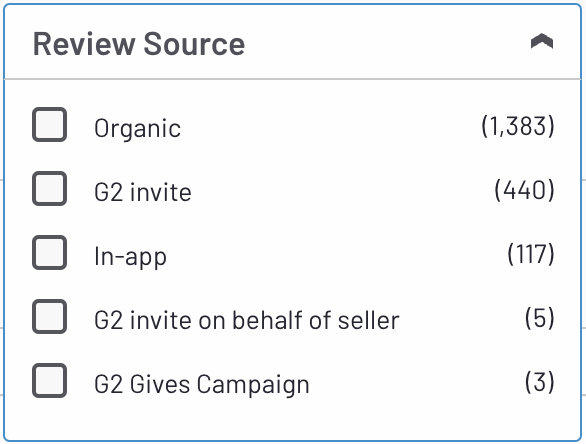 Review Source
Organic (1,383)
G2 invite (440)
In-app (117)
G2 invite on behalf of seller (5)
G2 Gives Campaign (3)